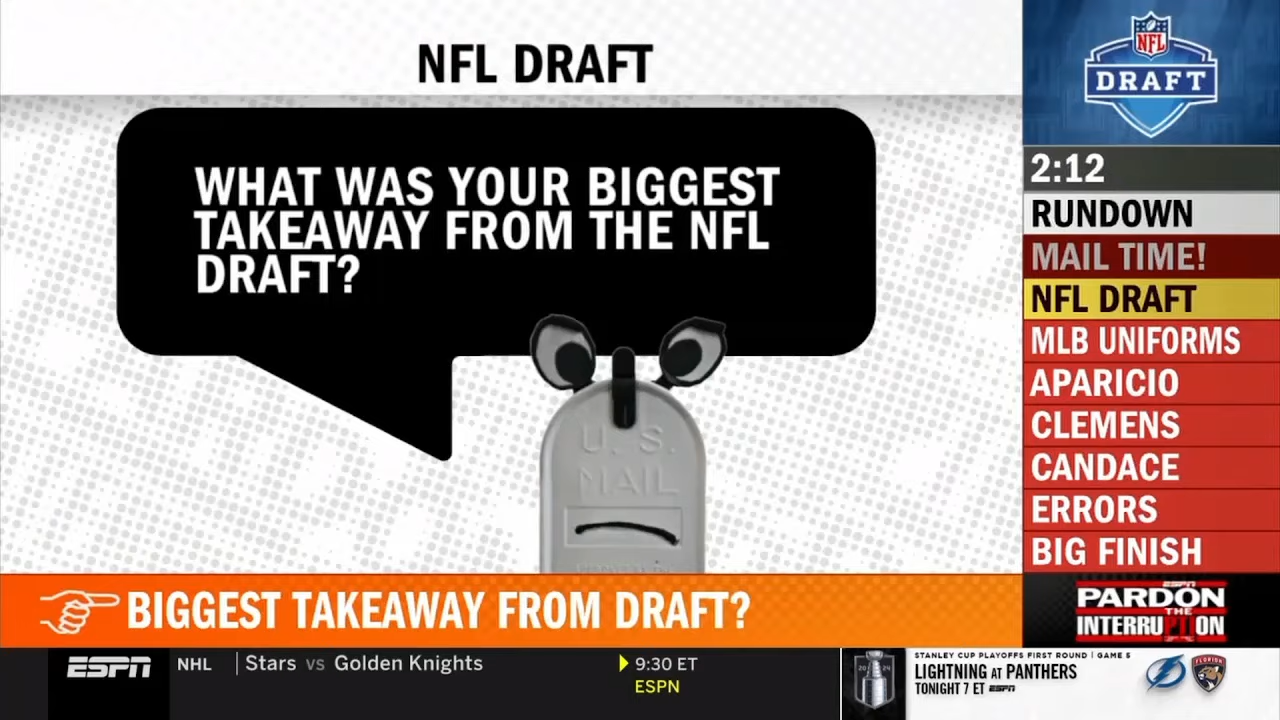 NFL DRAFT
WHAT WAS YOUR BIGGEST
TAKEAWAY FROM THE NFL
DRAFT?
U.S.
MAIL
BIGGEST TAKEAWAY FROM DRAFT?
NFL
DRAFT
2:12
RUNDOWN
MAIL TIME!
NFL DRAFT
MLB UNIFORMS
APARICIO
CLEMENS
CANDACE
ERRORS
BIG FINISH
ESPN
PARDON
THE
INTERRUPTION
ESPN
NHL
Stars vs Golden Knights
9:30 ET
ESPN
2024
STANLEY CUP PLAYOFFS FIRST ROUND | GAME 5
LIGHTNING AT PANTHERS
TONIGHT 7 ET ESPN
FLORIDA